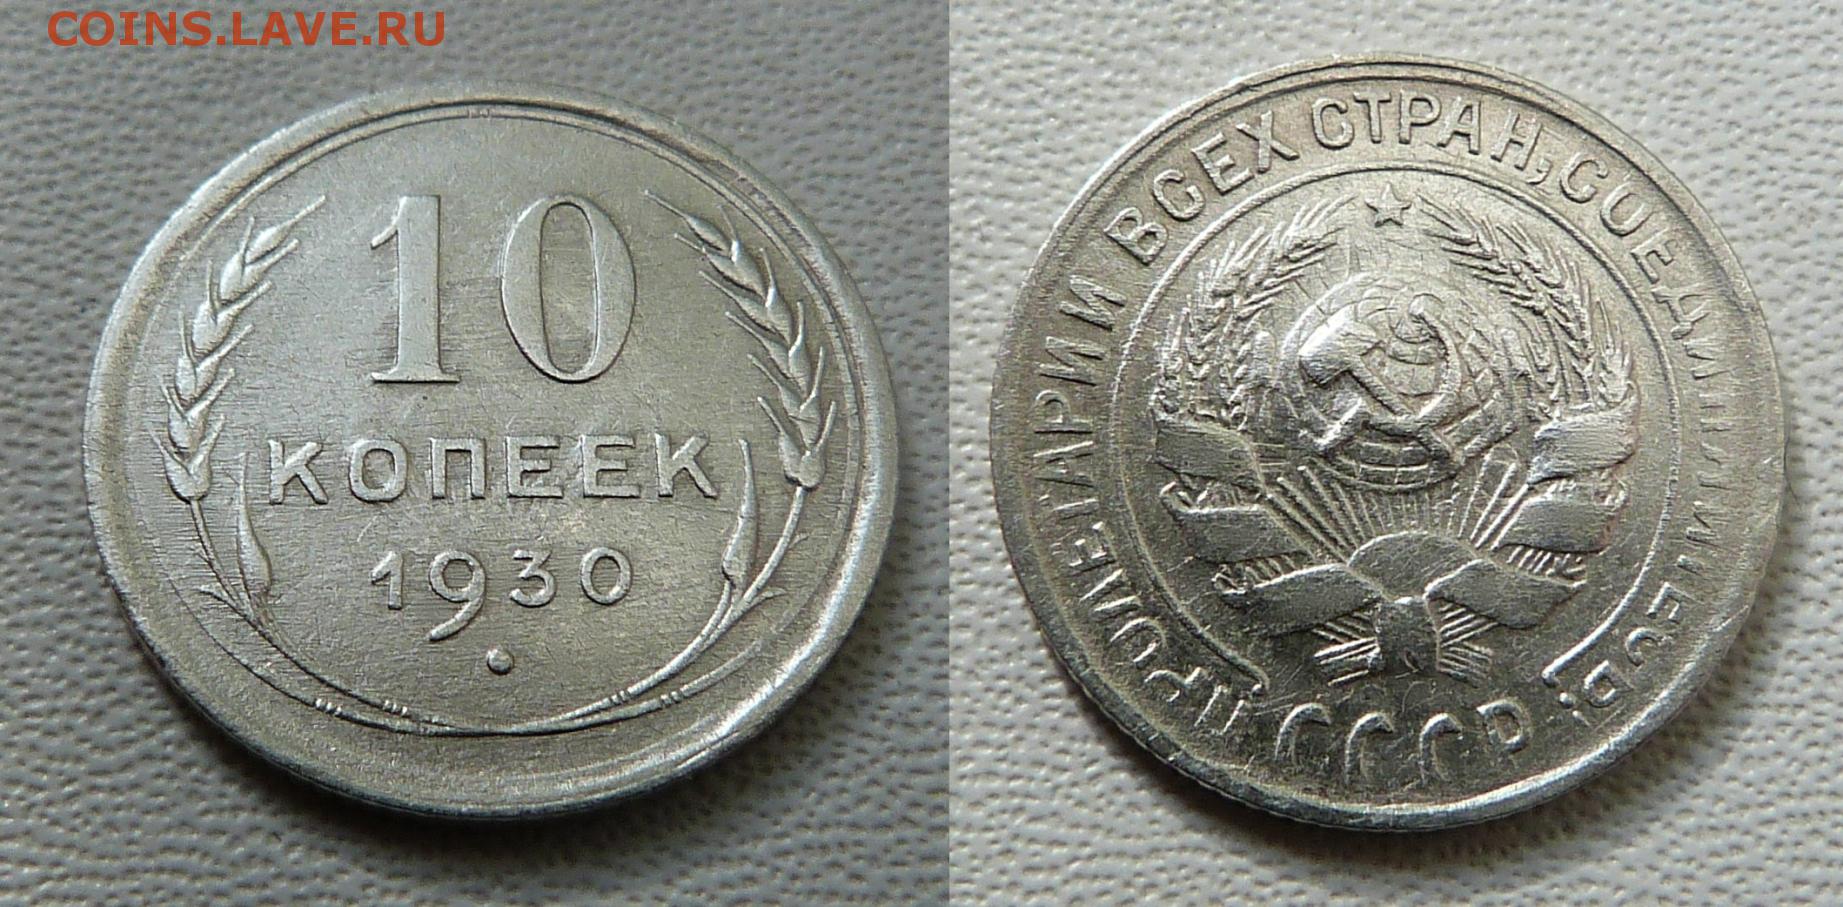 COINS.LAVE.RU
10
КОПЕЕК
1930
ПРОЛЕТАРИИ ВСЕХ СТРАН, СОЕДИНЯЙТЕСЬ!
СССР